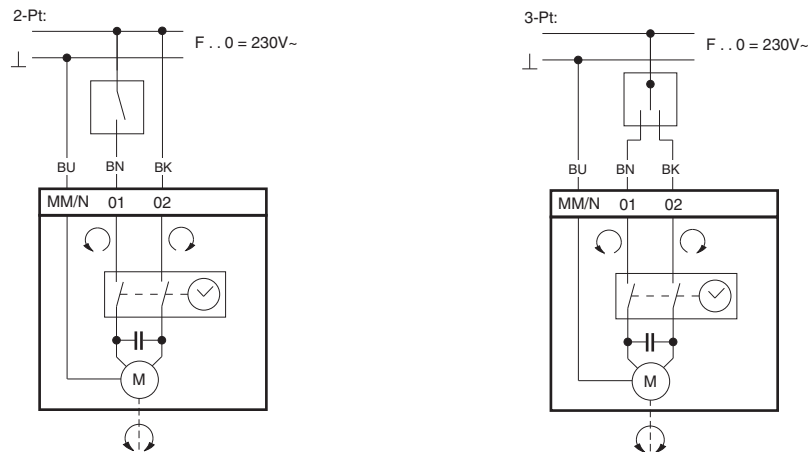 2-Pt:
F . . 0 = 230V~
⊥
BU BN BK
MM/N 01 02
M
3-Pt:
F . . 0 = 230V~
⊥
BU BN BK
MM/N 01 02
M